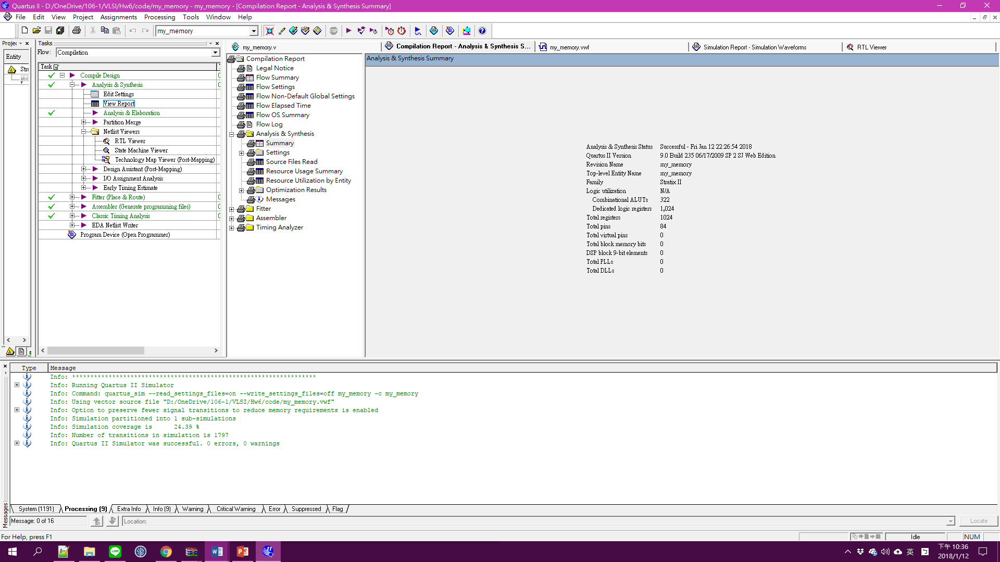 Quartus II - D:/OneDrive/106-1/VLSI/Hw6/code/my_memory - my_memory - [Compilation Report - Analysis & Synthesis Summary]
File Edit View Project Assignments Processing Tools Window Help
my_memory
Tasks
Flow: Compilation
Entity
Task
Compile Design
Analysis & Synthesis
Edit Settings
View Report
Analysis & Elaboration
Partition Merge
Netlist Viewers
RTL Viewer
State Machine Viewer
Technology Map Viewer (Post-Mapping)
Design Assistant (Post-Mapping)
I/O Assignment Analysis
Early Timing Estimate
Fitter (Place & Route)
Assembler (Generate programming files)
Classic Timing Analysis
EDA Netlist Writer
Program Device (Open Programmer)
my_memory.v
Compilation Report - Analysis & Synthesis S...
my_memory.vwf
Simulation Report - Simulation Waveforms
RTL Viewer
Compilation Report
Legal Notice
Flow Summary
Flow Settings
Flow Non-Default Global Settings
Flow Elapsed Time
Flow OS Summary
Flow Log
Analysis & Synthesis
Summary
Settings
Source Files Read
Resource Usage Summary
Resource Utilization by Entity
Optimization Results
Messages
Fitter
Assembler
Timing Analyzer
Analysis & Synthesis Summary
Analysis & Synthesis Status Successful - Fri Jan 12 22:26:54 2018
Quartus II Version 9.0 Build 235 06/17/2009 SP 2 SJ Web Edition
Revision Name my_memory
Top-level Entity Name my_memory
Family Stratix II
Logic utilization N/A
Combinational ALUTs 322
Dedicated logic registers 1,024
Total registers 1024
Total pins 84
Total virtual pins 0
Total block memory bits 0
DSP block 9-bit elements 0
Total PLLs 0
Total DLLs 0
Type Message
Info: *******************************************************************
Info: Running Quartus II Simulator
Info: Command: quartus_sim --read_settings_files=on --write_settings_files=off my_memory -c my_memory
Info: Using vector source file "D:/OneDrive/106-1/VLSI/Hw6/code/my_memory.vwf"
Info: Option to preserve fewer signal transitions to reduce memory requirements is enabled
Info: Simulation partitioned into 1 sub-simulations
Info: Simulation coverage is 24.39 %
Info: Number of transitions in simulation is 1797
Info: Quartus II Simulator was successful. 0 errors, 0 warnings
System (1191) Processing (9) Extra Info Info (9) Warning Critical Warning Error Suppressed Flag
Messages
Message: 0 of 16
Location:
Locate
For Help, press F1
Idle
NUM
英
下午 10:36
2018/1/12